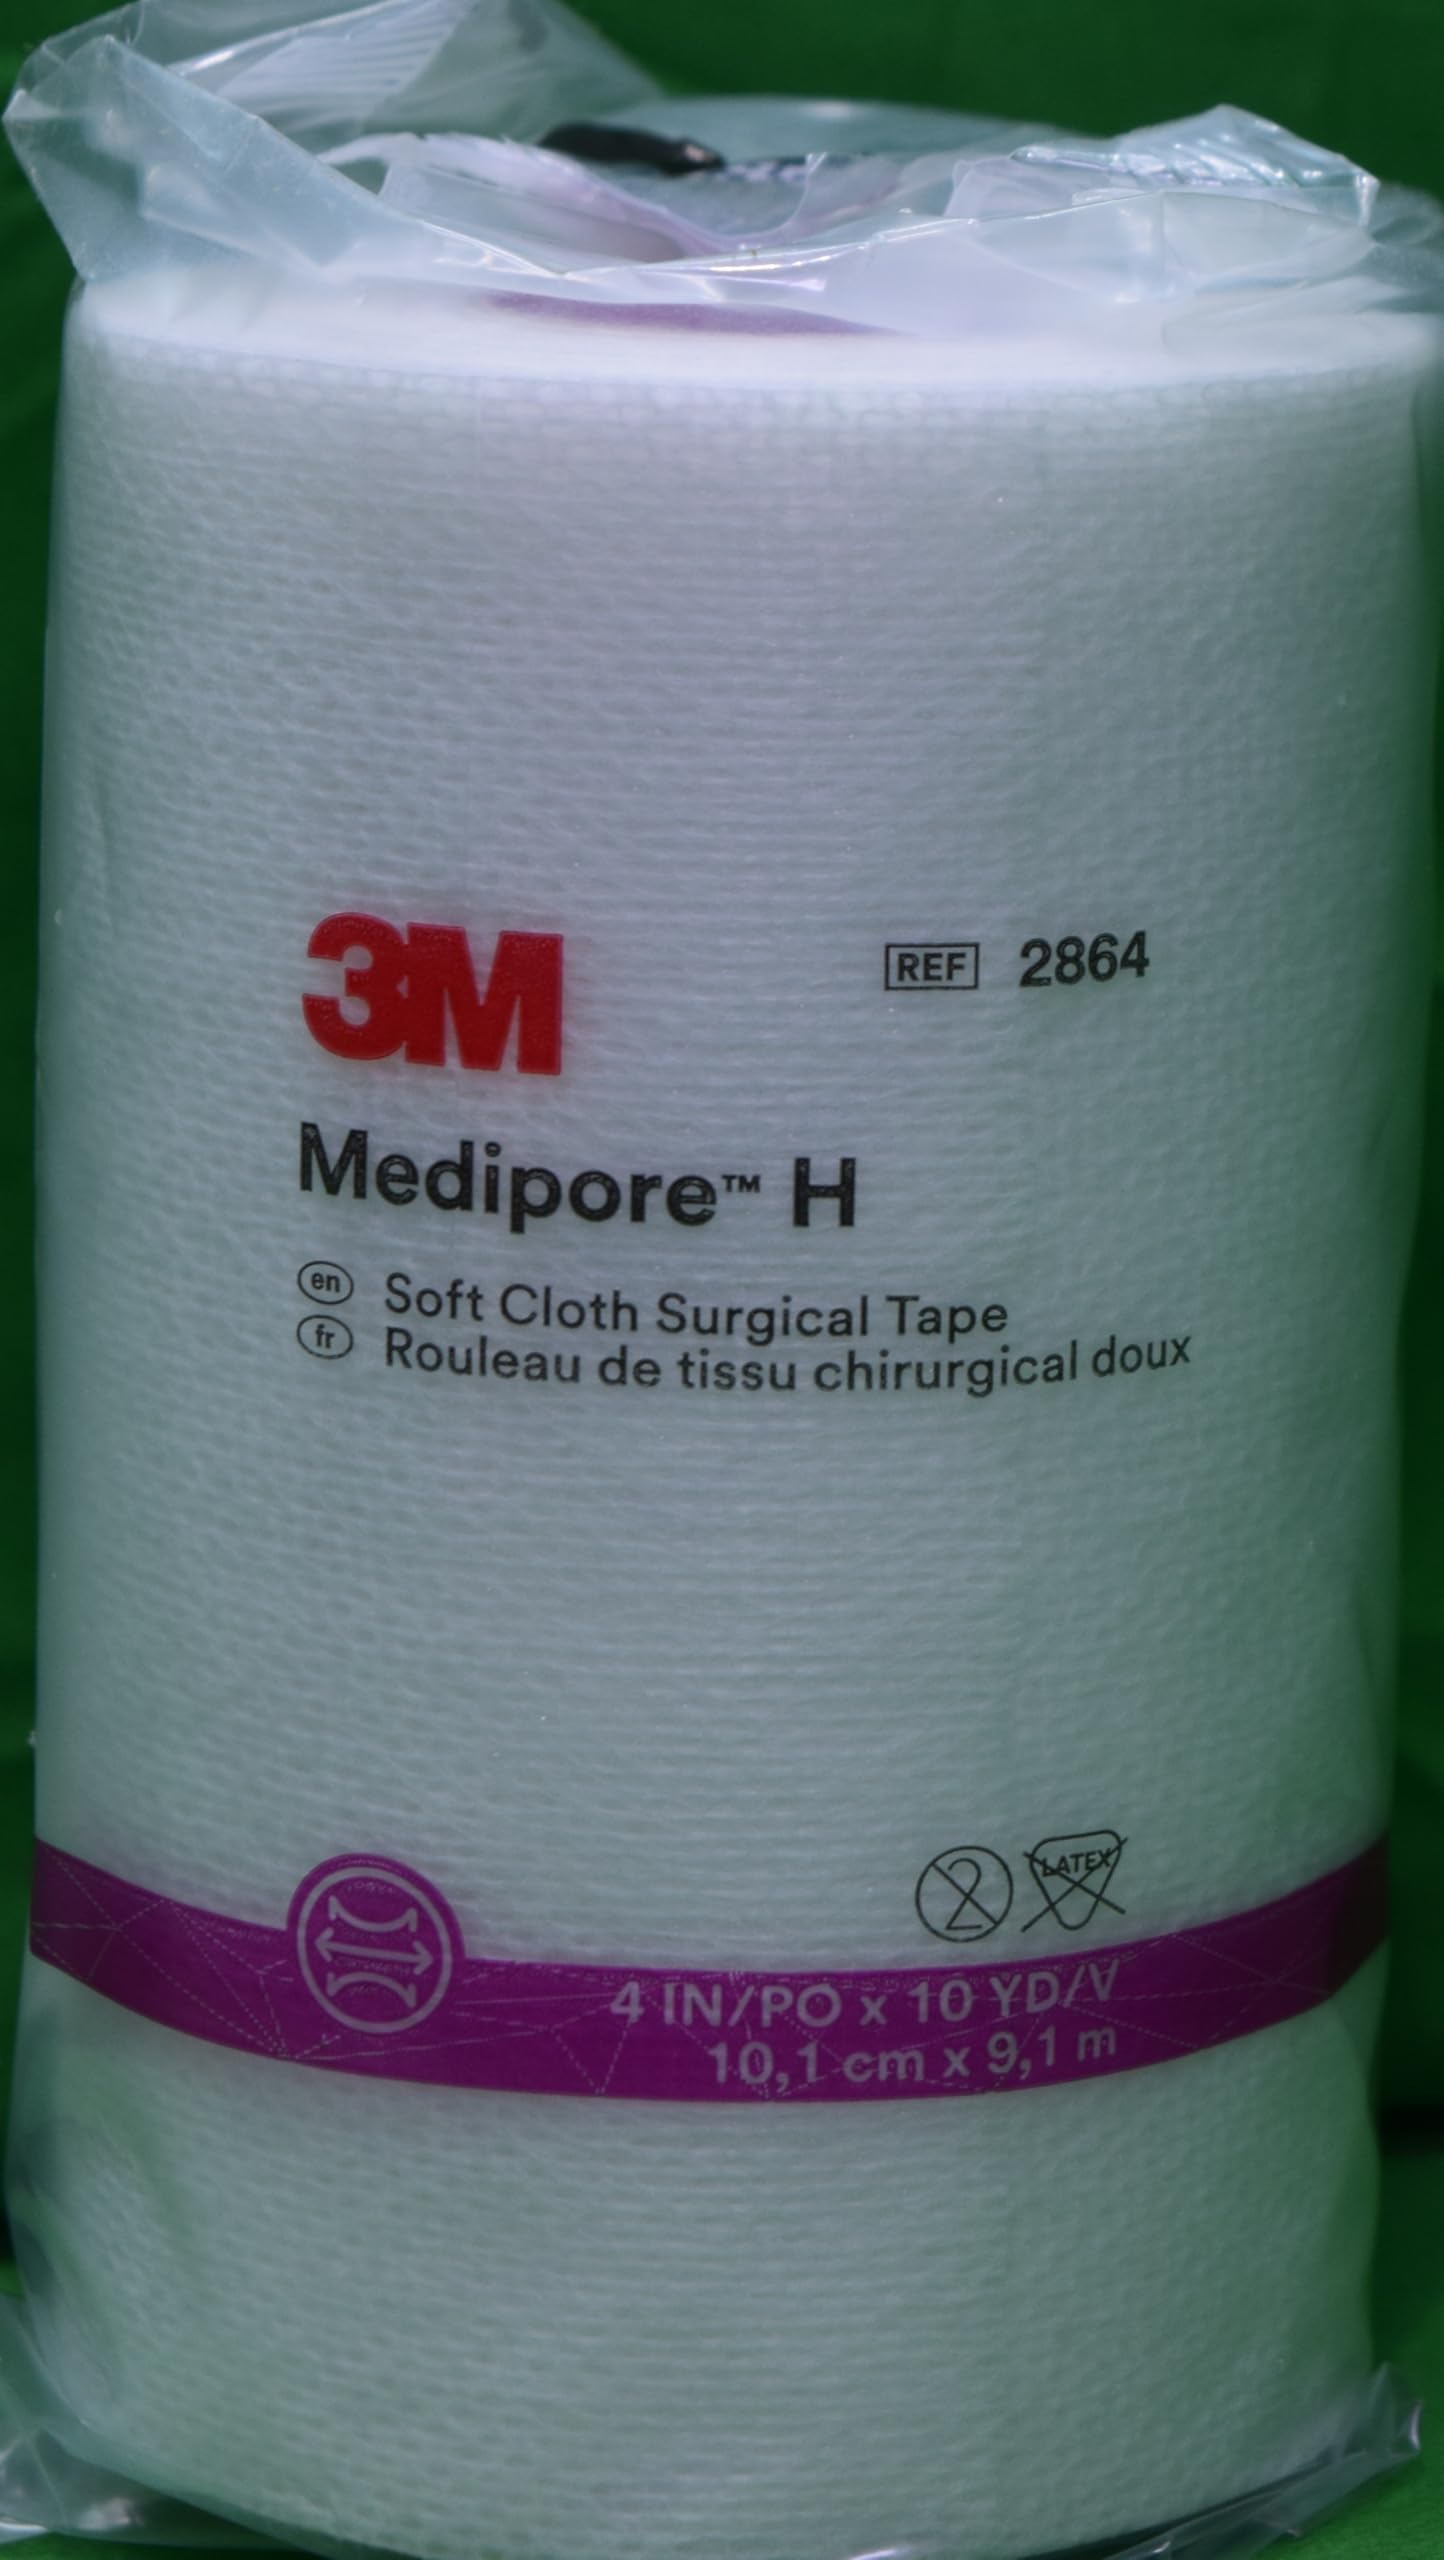 3M
REF 2864
Medipore™ H
en Soft Cloth Surgical Tape
fr Rouleau de tissu chirurgical doux
2 LATEX
4 IN/PO x 10 YD/V
10,1 cm x 9,1 m